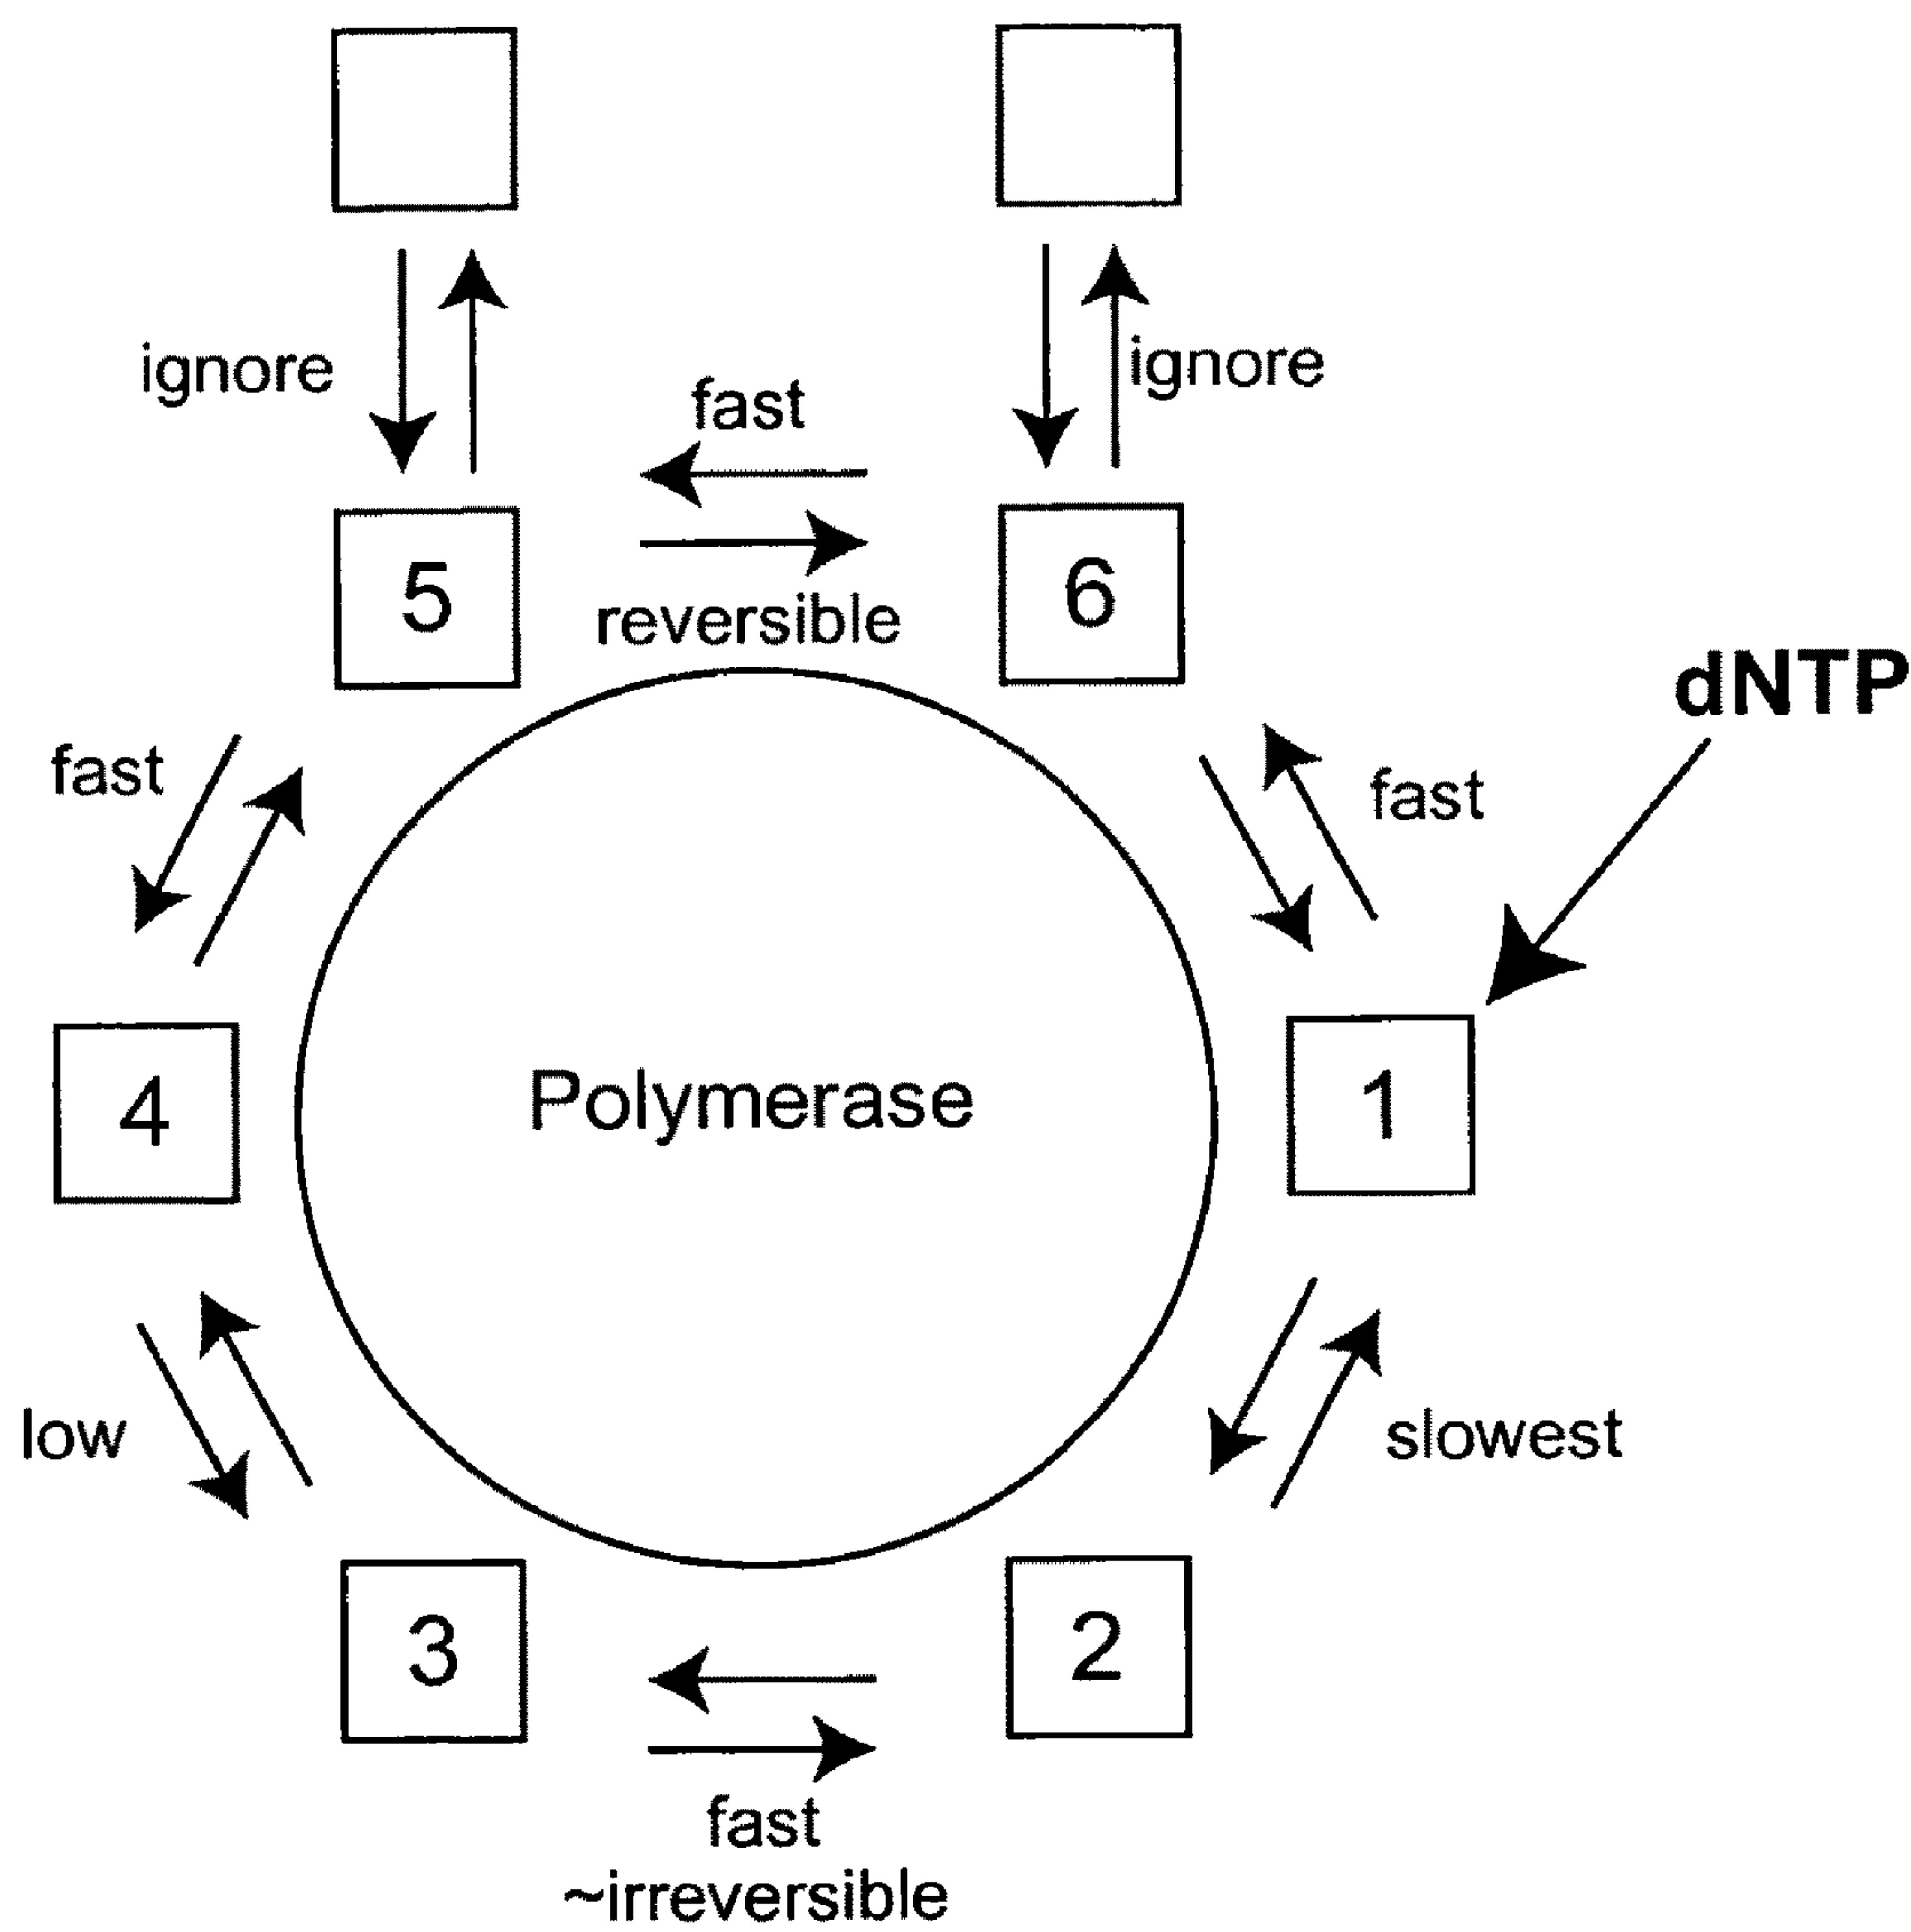 ignore
ignore
fast
5
6
reversible
dNTP
fast
fast
4
Polymerase
1
low
slowest
3
2
fast
~irreversible